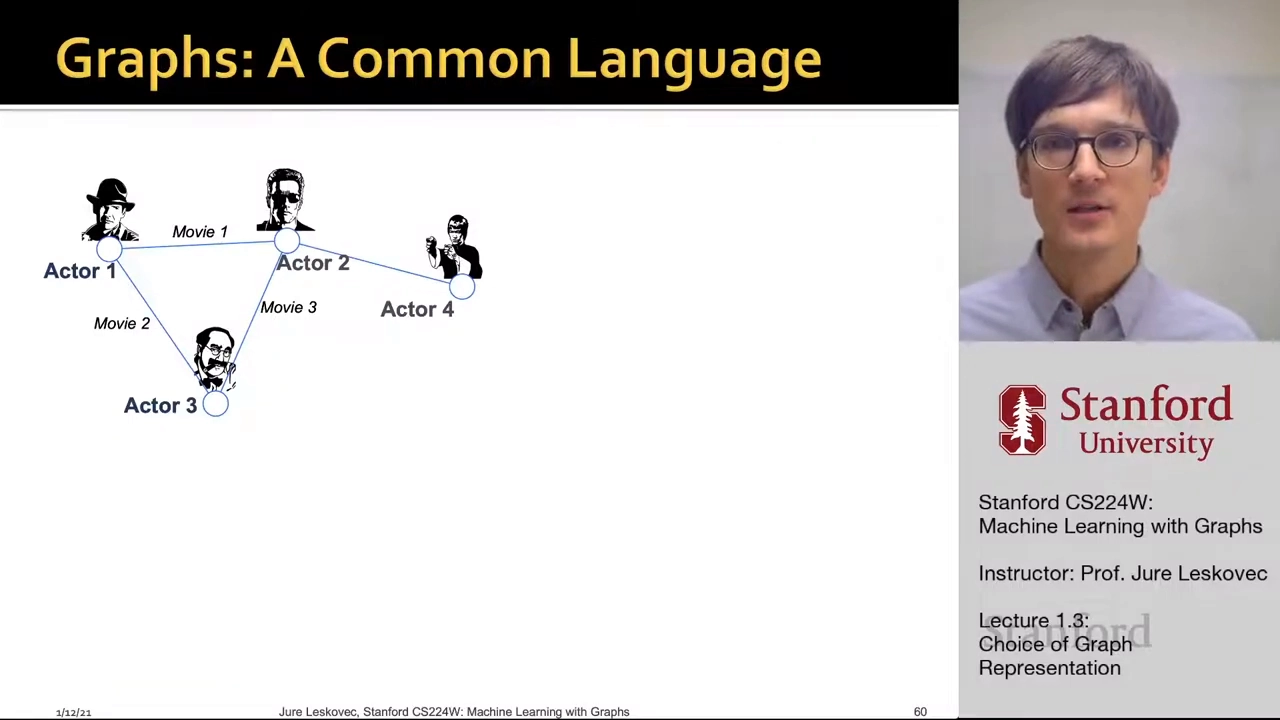 Graphs: A Common Language
Movie 1
Actor 1
Actor 2
Actor 4
Movie 3
Movie 2
Actor 3
1/12/21
Jure Leskovec, Stanford CS224W: Machine Learning with Graphs
60
Stanford
University
Stanford CS224W:
Machine Learning with Graphs
Instructor: Prof. Jure Leskovec
Lecture 1.3:
Choice of Graph
Representation
Stanford